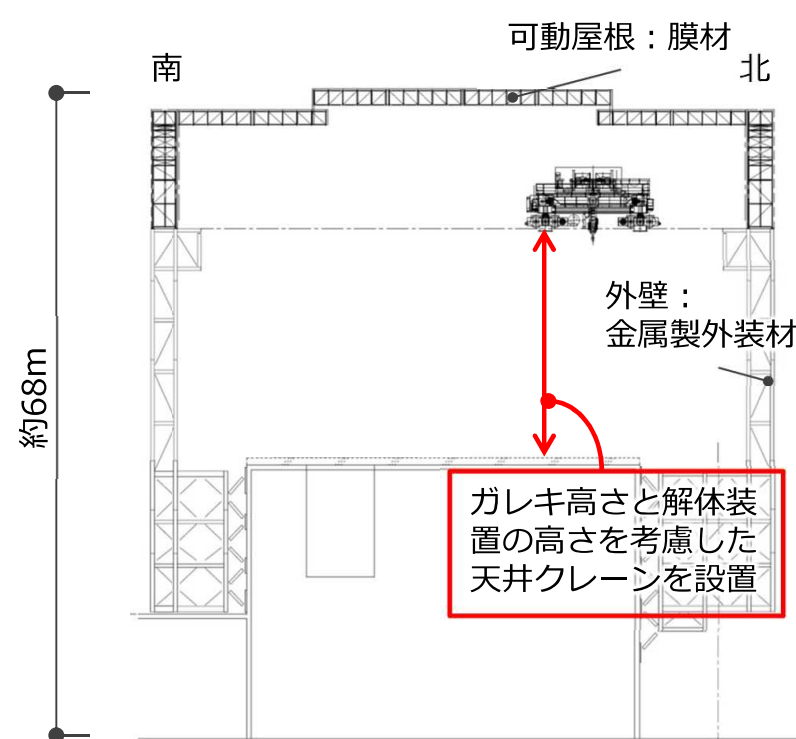 可動屋根：膜材
南
北
外壁：
金属製外装材
約68m
ガレキ高さと解体装
置の高さを考慮した
天井クレーンを設置